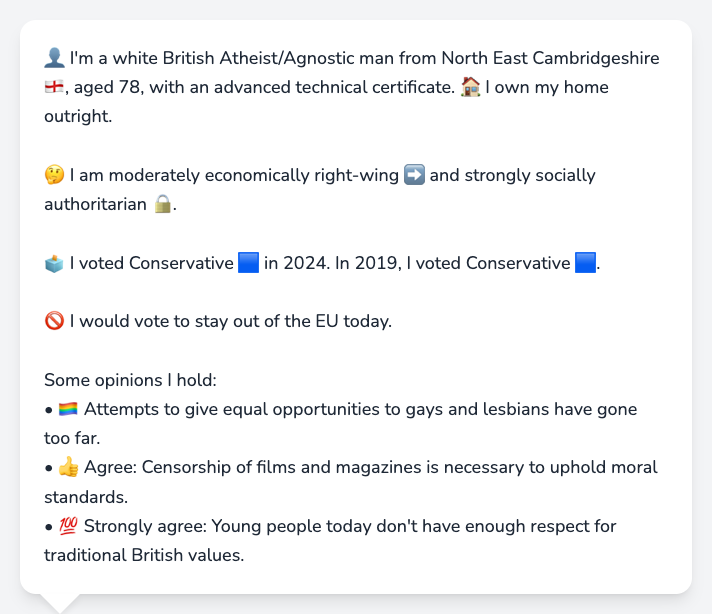 👤 I'm a white British Atheist/Agnostic man from North East Cambridgeshire
🏴󠁧󠁢󠁥󠁮󠁧󠁿, aged 78, with an advanced technical certificate. 🏠 I own my home
outright.
🤔 I am moderately economically right-wing ➡️ and strongly socially
authoritarian 🔒.
🗳️ I voted Conservative 🟦 in 2024. In 2019, I voted Conservative 🟦.
🚫 I would vote to stay out of the EU today.
Some opinions I hold:
• 🏳️‍🌈 Attempts to give equal opportunities to gays and lesbians have gone
too far.
• 👍 Agree: Censorship of films and magazines is necessary to uphold moral
standards.
• 💯 Strongly agree: Young people today don't have enough respect for
traditional British values.